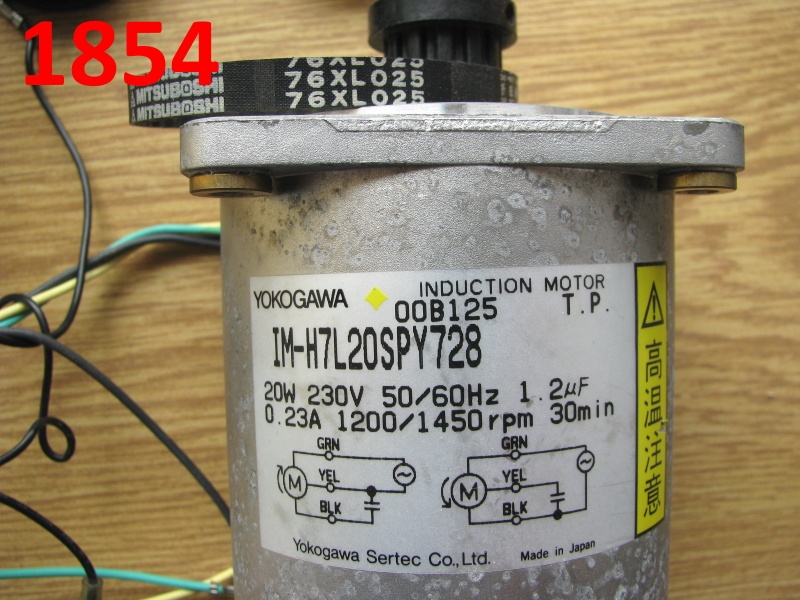 1854
76XL025
MITSUBOSHI 76XL025
MITSUBOSHI
YOKOGAWA INDUCTION MOTOR
00B125 T.P.
IM-H7L20SPY728
20W 230V 50/60Hz 1.2µF
0.23A 1200/1450rpm 30min
GRN GRN
YEL YEL
M M
BLK BLK
Yokogawa Sertec Co.,Ltd. Made in Japan
高温注意